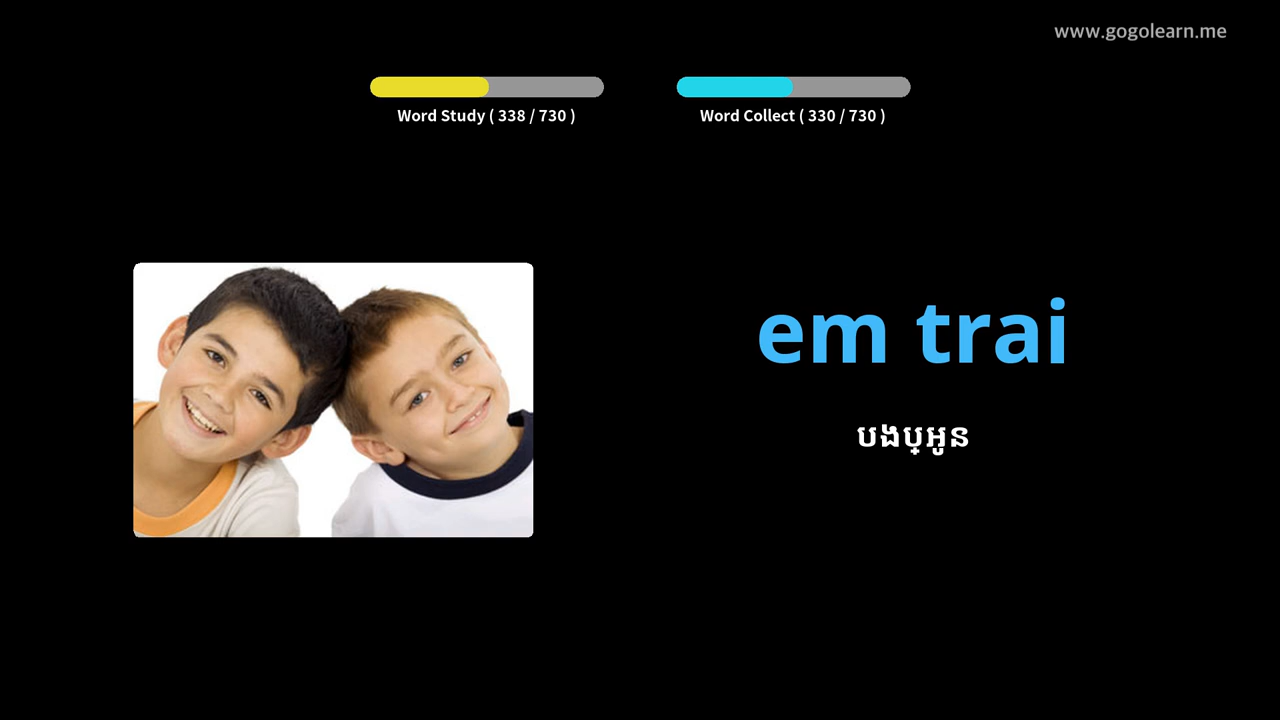 www.gogolearn.me
Word Study ( 338 / 730 )
Word Collect ( 330 / 730 )
em trai
បងប្អូន